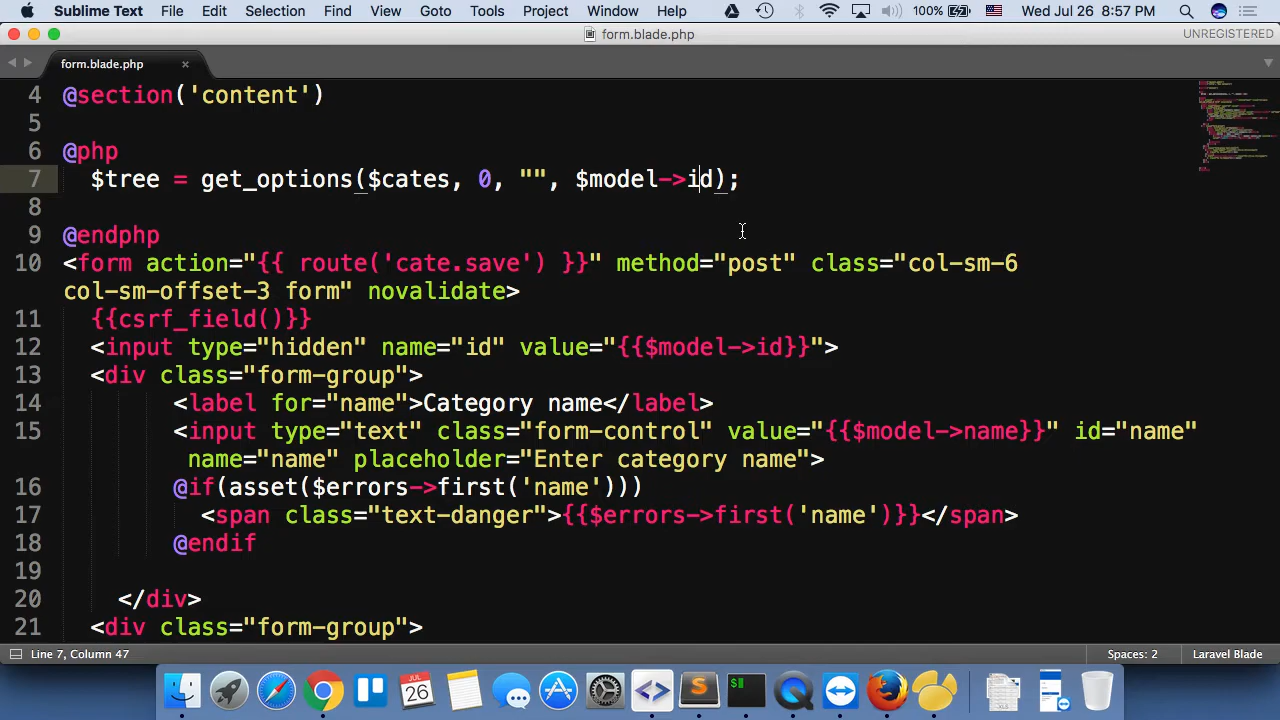 Sublime Text File Edit Selection Find View Goto Tools Project Window Help 100% Wed Jul 26 8:57 PM
form.blade.php UNREGISTERED
form.blade.php ×
4 @section('content')
5
6 @php
7 $tree = get_options($cates, 0, "", $model->id);
8
9 @endphp
10 <form action="{{ route('cate.save') }}" method="post" class="col-sm-6
col-sm-offset-3 form" novalidate>
11 {{csrf_field()}}
12 <input type="hidden" name="id" value="{{$model->id}}">
13 <div class="form-group">
14 <label for="name">Category name</label>
15 <input type="text" class="form-control" value="{{$model->name}}" id="name"
name="name" placeholder="Enter category name">
16 @if(asset($errors->first('name')))
17 <span class="text-danger">{{$errors->first('name')}}</span>
18 @endif
19
20 </div>
21 <div class="form-group">
Line 7, Column 47 Spaces: 2 Laravel Blade
JUL
26